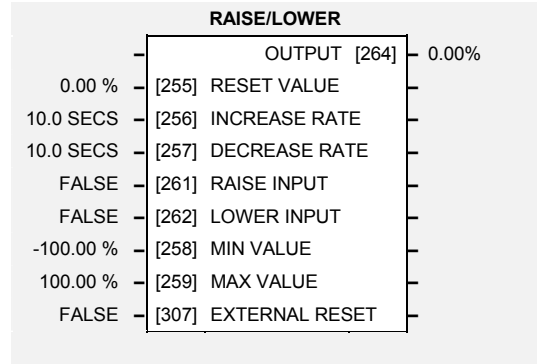 RAISE/LOWER
OUTPUT [264] 0.00%
0.00 % [255] RESET VALUE
10.0 SECS [256] INCREASE RATE
10.0 SECS [257] DECREASE RATE
FALSE [261] RAISE INPUT
FALSE [262] LOWER INPUT
-100.00 % [258] MIN VALUE
100.00 % [259] MAX VALUE
FALSE [307] EXTERNAL RESET